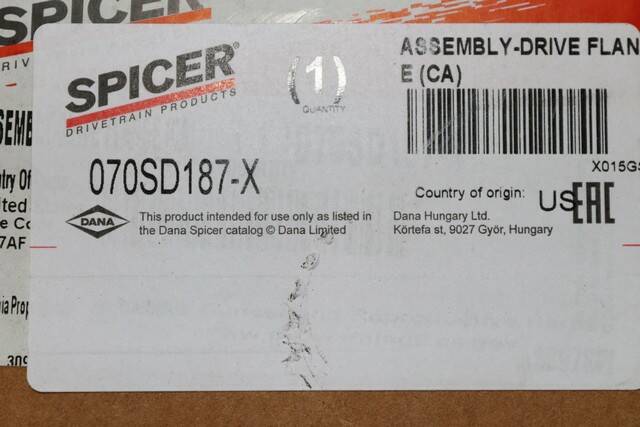 SPICER
SPICER®
DRIVETRAIN PRODUCTS
(1)
QUANTITY
ASSEMBLY-DRIVE FLAN
E (CA)
070SD187-X
Country of origin: US
EAC
DANA
This product intended for use only as listed in
the Dana Spicer catalog © Dana Limited
Dana Hungary Ltd.
Körtefa st, 9027 Győr, Hungary
7AF